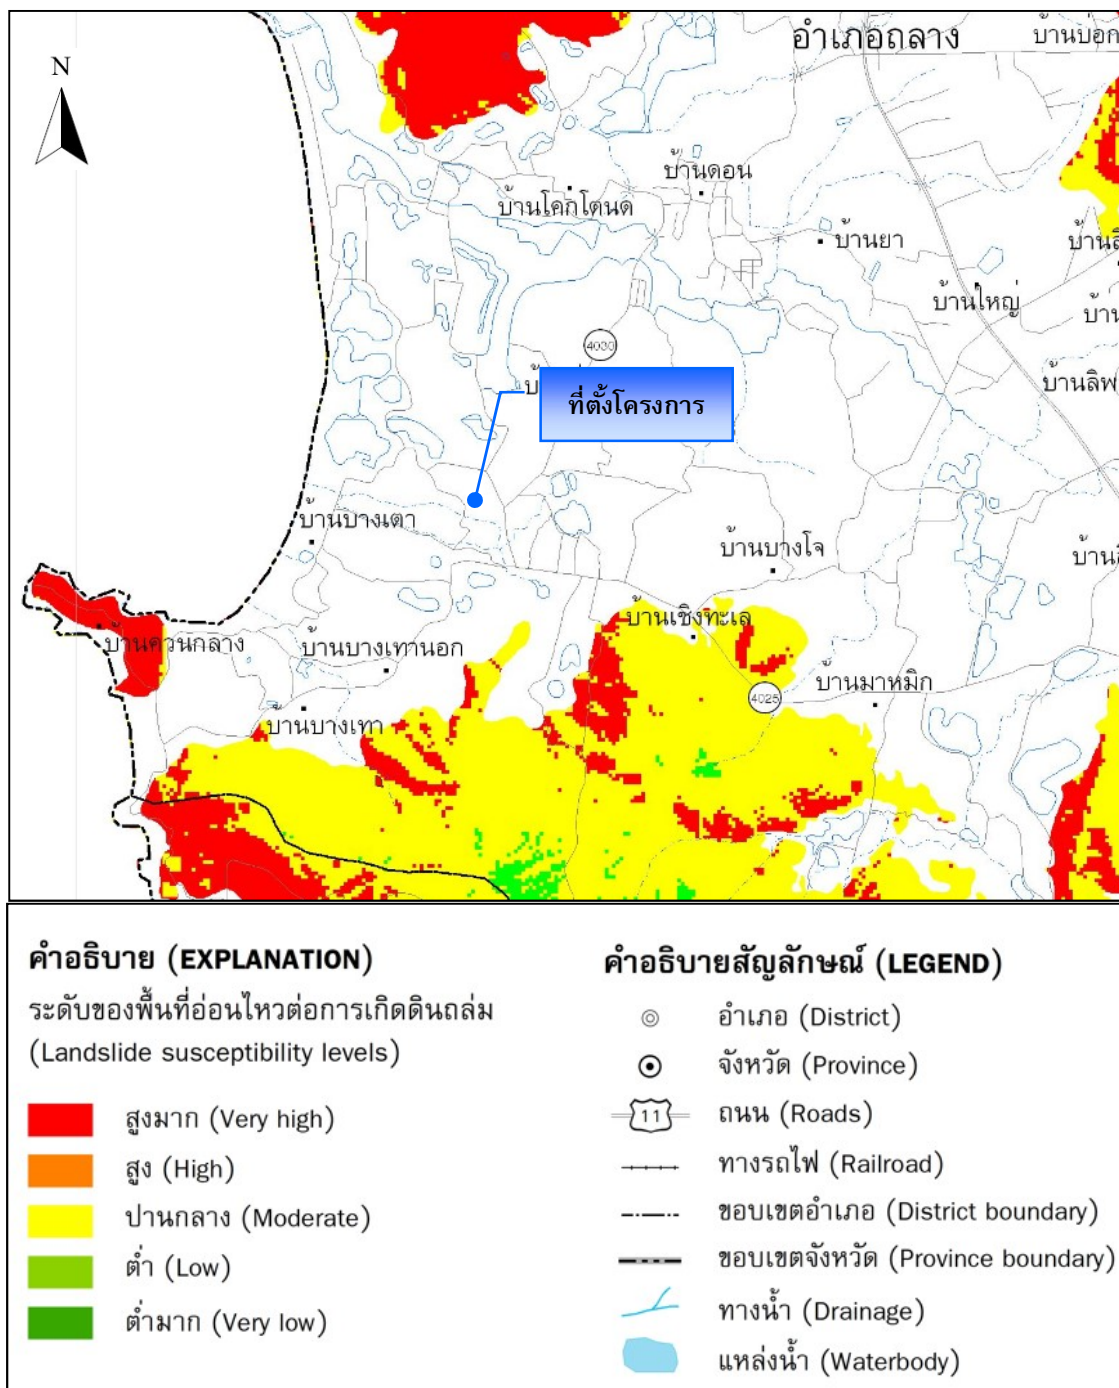 N
อำเภอถลาง
บ้านบ่อก
บ้านดอน
บ้านโคกโตนด
บ้านยา
บ้านใหญ่
4030
บ้านลิพ
ที่ตั้งโครงการ
บ้านบางเตา
บ้านบางโจ
บ้านเชิงทะเล
บ้านควนกลาง
บ้านบางเทานอก
บ้านมาหมิก
4025
บ้านบางเทา
คำอธิบาย (EXPLANATION)
ระดับของพื้นที่อ่อนไหวต่อการเกิดดินถล่ม
(Landslide susceptibility levels)
สูงมาก (Very high)
สูง (High)
ปานกลาง (Moderate)
ต่ำ (Low)
ต่ำมาก (Very low)
คำอธิบายสัญลักษณ์ (LEGEND)
อำเภอ (District)
จังหวัด (Province)
11 ถนน (Roads)
ทางรถไฟ (Railroad)
ขอบเขตอำเภอ (District boundary)
ขอบเขตจังหวัด (Province boundary)
ทางน้ำ (Drainage)
แหล่งน้ำ (Waterbody)